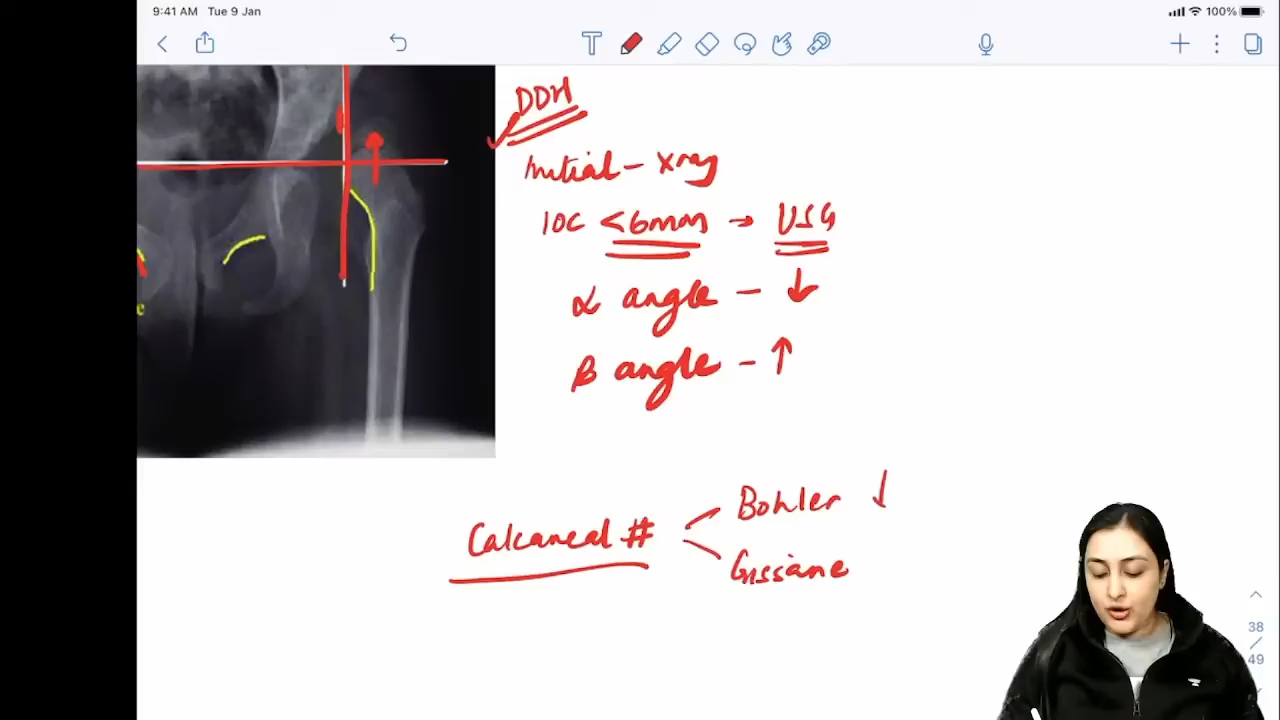 9:41 AM Tue 9 Jan
100%
DDH
Initial - xray
IOC <6mon → USG
α angle - ↓
β angle - ↑
Calcaneal # Bohler ↓
Gissane
38
/
49